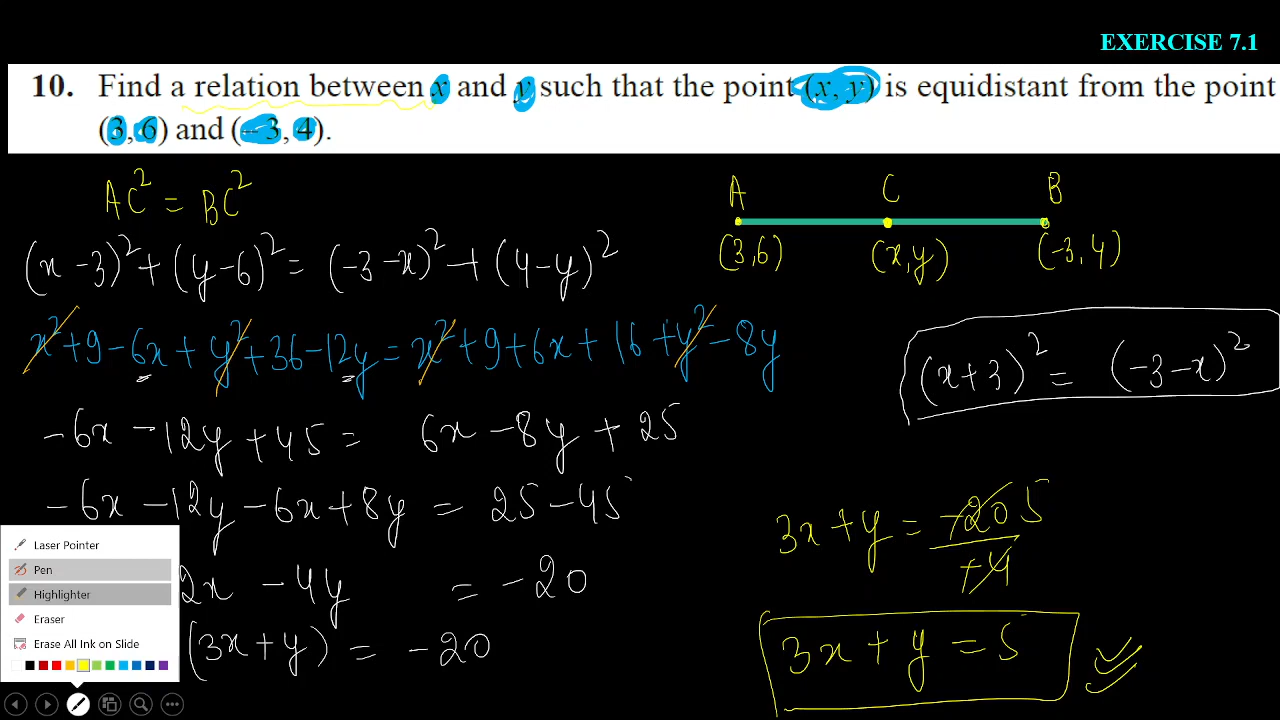 EXERCISE 7.1
10. Find a relation between x and y such that the point (x, y) is equidistant from the point
(3, 6) and (– 3, 4).
AC² = BC²
A C B
(3,6) (x,y) (-3,4)
(x-3)² + (y-6)² = (-3-x)² + (4-y)²
x² + 9 - 6x + y² + 36 - 12y = x² + 9 + 6x + 16 + y² - 8y
(x+3)² = (-3-x)²
-6x - 12y + 45 = 6x - 8y + 25
-6x - 12y - 6x + 8y = 25 - 45
2x - 4y = -20
(3x + y) = -20
3x + y = -20 5
-4
3x + y = 5
Laser Pointer
Pen
Highlighter
Eraser
Erase All Ink on Slide